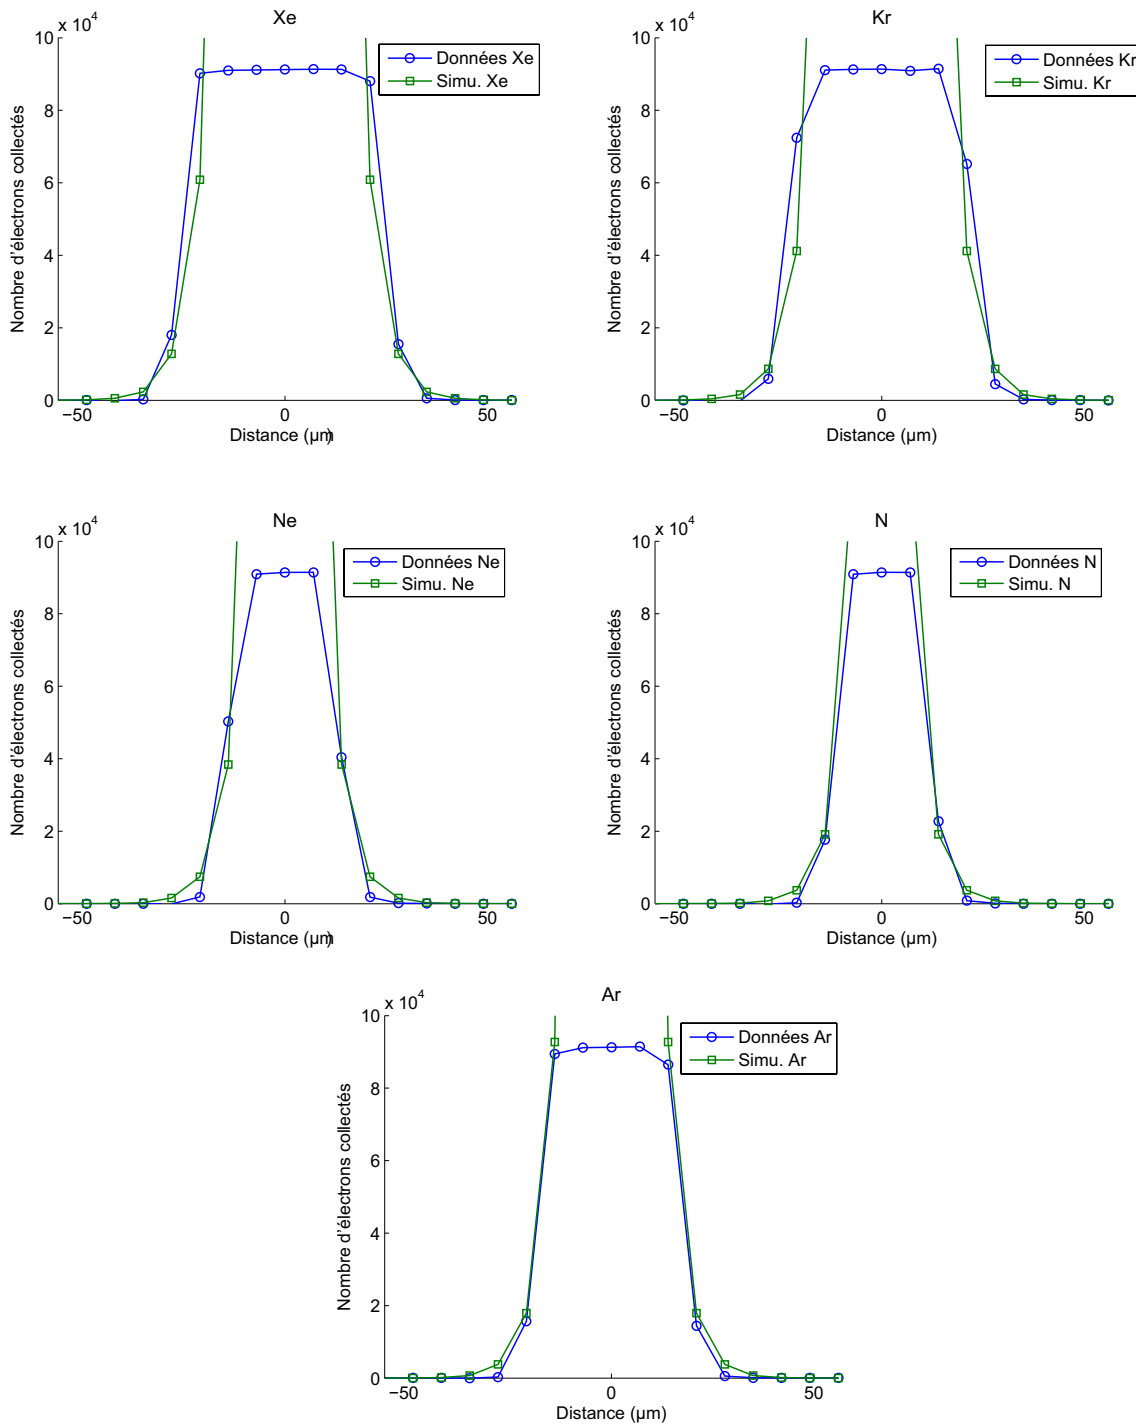 Xe
x 10^4
10
8
6
4
2
0
Nombre d'électrons collectés
−50
0
50
Distance (µm)
Données Xe
Simu. Xe
Kr
x 10^4
10
8
6
4
2
0
Nombre d'électrons collectés
−50
0
50
Distance (µm)
Données Kr
Simu. Kr
Ne
x 10^4
10
8
6
4
2
0
Nombre d'électrons collectés
−50
0
50
Distance (µm)
Données Ne
Simu. Ne
N
x 10^4
10
8
6
4
2
0
Nombre d'électrons collectés
−50
0
50
Distance (µm)
Données N
Simu. N
Ar
x 10^4
10
8
6
4
2
0
Nombre d'électrons collectés
−50
0
50
Distance (µm)
Données Ar
Simu. Ar